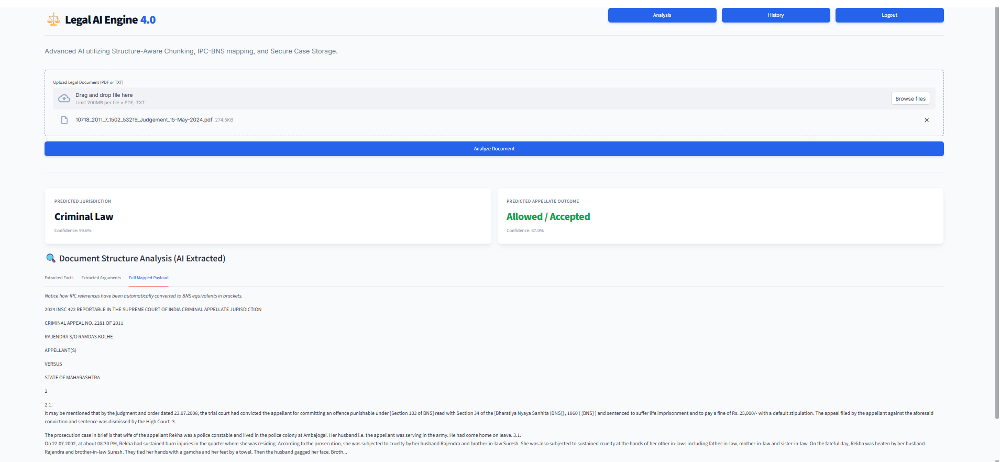 Legal AI Engine 4.0
Analysis
History
Logout
Advanced AI utilizing Structure-Aware Chunking, IPC-BNS mapping, and Secure Case Storage.
Upload Legal Document (PDF or TXT)
Drag and drop file here
Limit 200MB per file • PDF, TXT
Browse files
10718_2011_7_1502_53219_Judgement_15-May-2024.pdf 274.5KB
Analyze Document
PREDICTED JURISDICTION
Criminal Law
Confidence: 99.6%
PREDICTED APPELLATE OUTCOME
Allowed / Accepted
Confidence: 87.0%
Document Structure Analysis (AI Extracted)
Extracted Facts
Extracted Arguments
Full Mapped Payload
Notice how IPC references have been automatically converted to BNS equivalents in brackets.
2024 INSC 422 REPORTABLE IN THE SUPREME COURT OF INDIA CRIMINAL APPELLATE JURISDICTION
CRIMINAL APPEAL NO. 2281 OF 2011
RAJENDRA S/O RAMDAS KOLHE
APPELLANT(S)
VERSUS
STATE OF MAHARASHTRA
2
2.1.
It may be mentioned that by the judgment and order dated 23.07.2008, the trial court had convicted the appellant for committing an offence punishable under [Section 103 of BNS] read with Section 34 of the [Bharatiya Nyaya Sanhita (BNS)] , 1860 ( [BNS] ) and sentenced to suffer life imprisonment and to pay a fine of Rs. 25,000/- with a default stipulation. The appeal filed by the appellant against the aforesaid
conviction and sentence was dismissed by the High Court. 3.
The prosecution case in brief is that wife of the appellant Rekha was a police constable and lived in the police colony at Ambajogai. Her husband i.e. the appellant was serving in the army. He had come home on leave. 3.1.
On 22.07.2002, at about 08:30 PM, Rekha had sustained burn injuries in the quarter where she was residing. According to the prosecution, she was subjected to cruelty by her husband Rajendra and brother-in-law Suresh. She was also subjected to sustained cruelty at the hands of her other in-laws including father-in-law, mother-in-law and sister-in-law. On the fateful day, Rekha was beaten by her husband
Rajendra and brother-in-law Suresh. They tied her hands with a gamcha and her feet by a towel. Then the husband gagged her face. Broth...